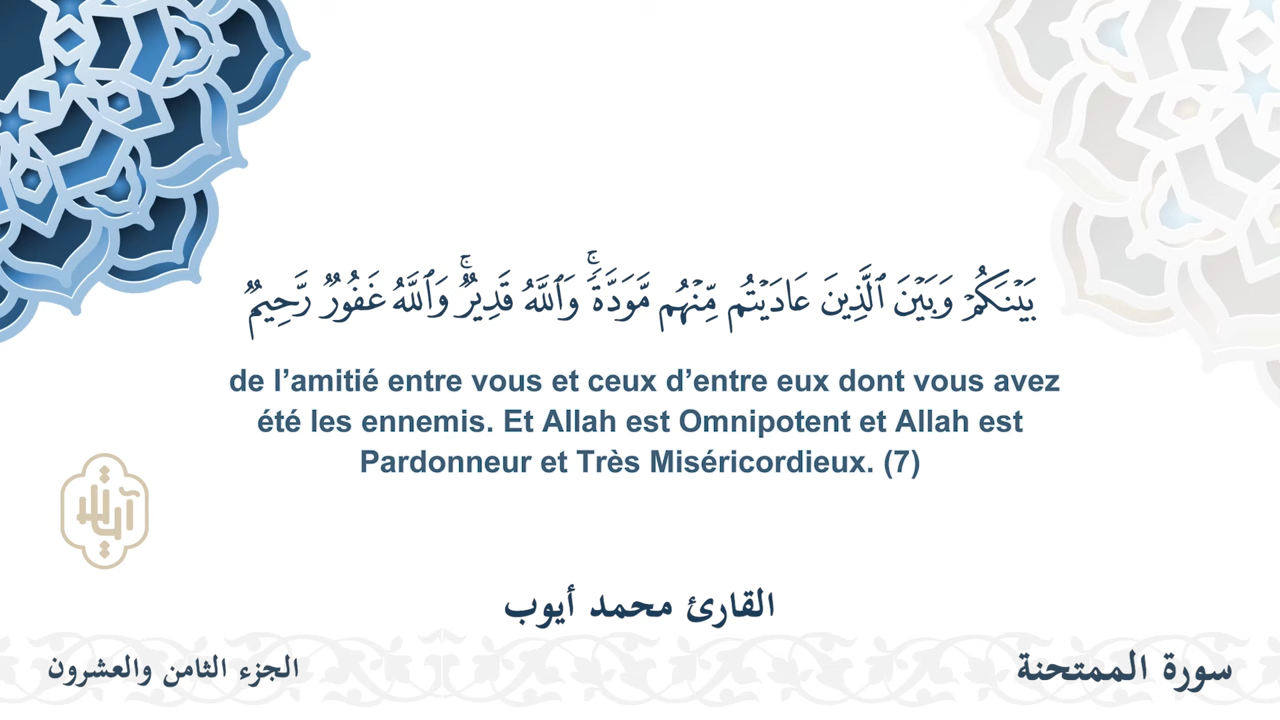 بَيۡنَكُمۡ وَبَيۡنَ ٱلَّذِينَ عَادَيۡتُم مِّنۡهُم مَّوَدَّةٗۚ وَٱللَّهُ قَدِيرٞۚ وَٱللَّهُ غَفُورٞ رَّحِيمٞ
de l’amitié entre vous et ceux d’entre eux dont vous avez
été les ennemis. Et Allah est Omnipotent et Allah est
Pardonneur et Très Miséricordieux. (7)
القارئ محمد أيوب
سورة الممتحنة
الجزء الثامن والعشرون